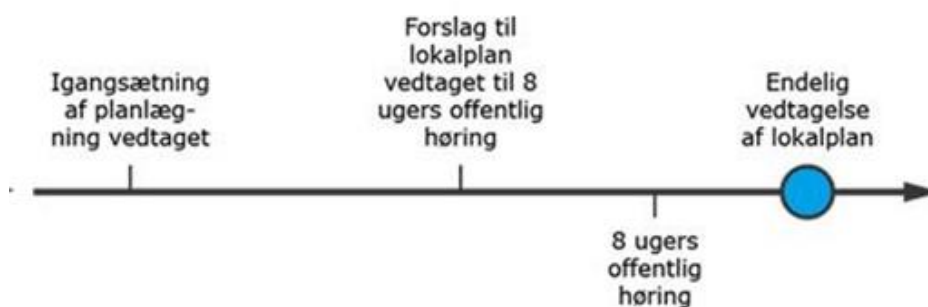 Igangsætning
af planlæg-
ning vedtaget
Forslag til
lokalplan
vedtaget til 8
ugers offentlig
høring
8 ugers
offentlig
høring
Endelig
vedtagelse
af lokalplan